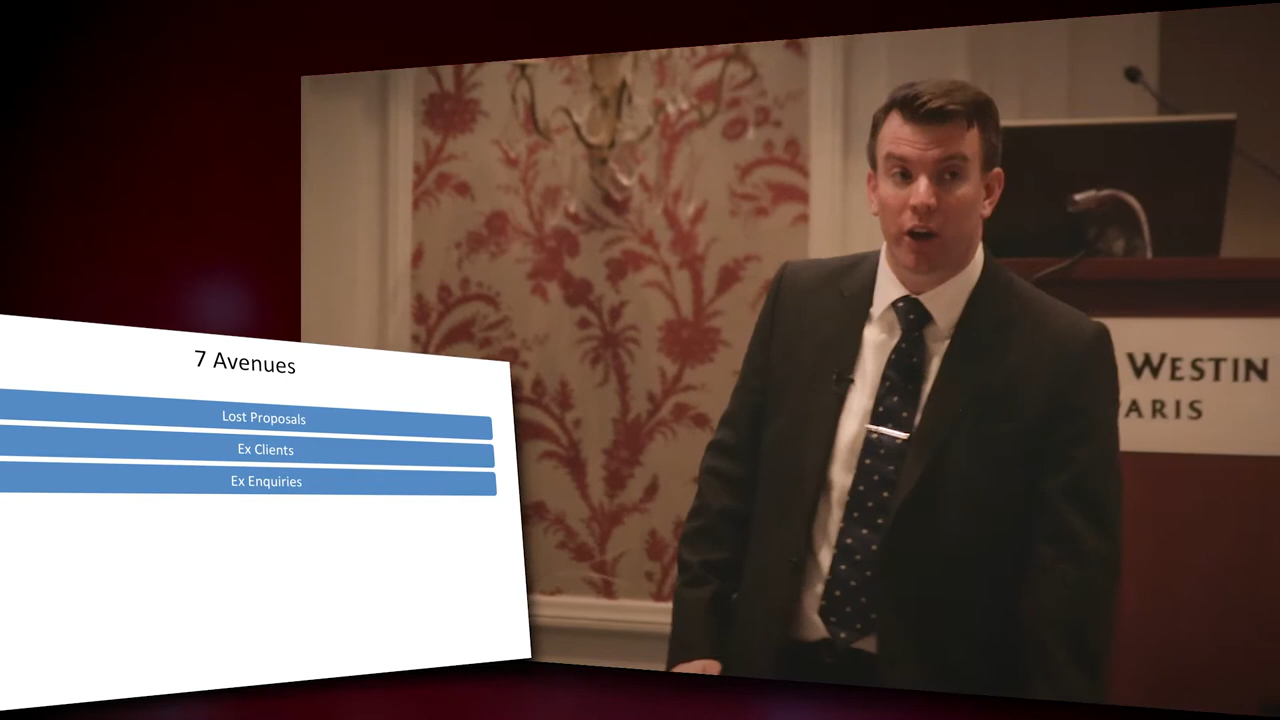 7 Avenues
Lost Proposals
Ex Clients
Ex Enquiries
WESTIN
ARIS